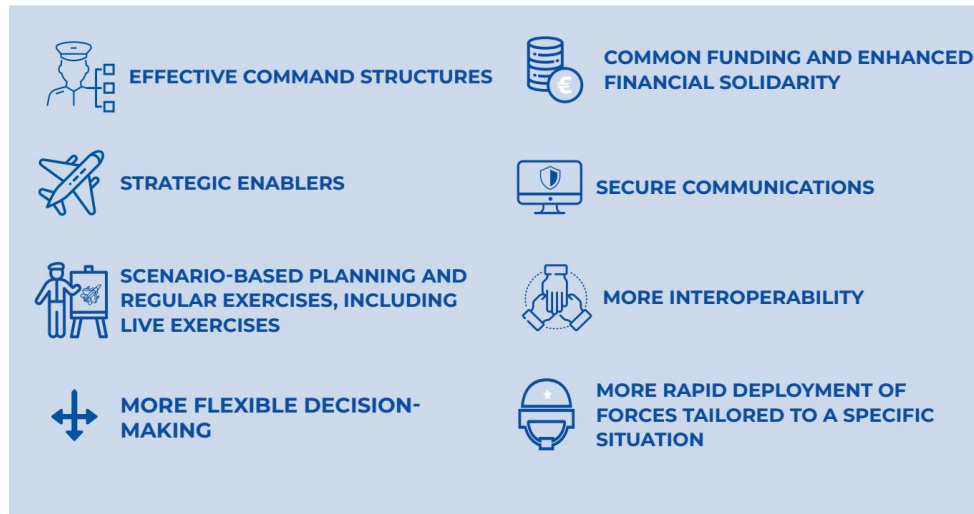 EFFECTIVE COMMAND STRUCTURES
COMMON FUNDING AND ENHANCED
FINANCIAL SOLIDARITY
STRATEGIC ENABLERS
SECURE COMMUNICATIONS
SCENARIO-BASED PLANNING AND
REGULAR EXERCISES, INCLUDING
LIVE EXERCISES
MORE INTEROPERABILITY
MORE FLEXIBLE DECISION-
MAKING
MORE RAPID DEPLOYMENT OF
FORCES TAILORED TO A SPECIFIC
SITUATION